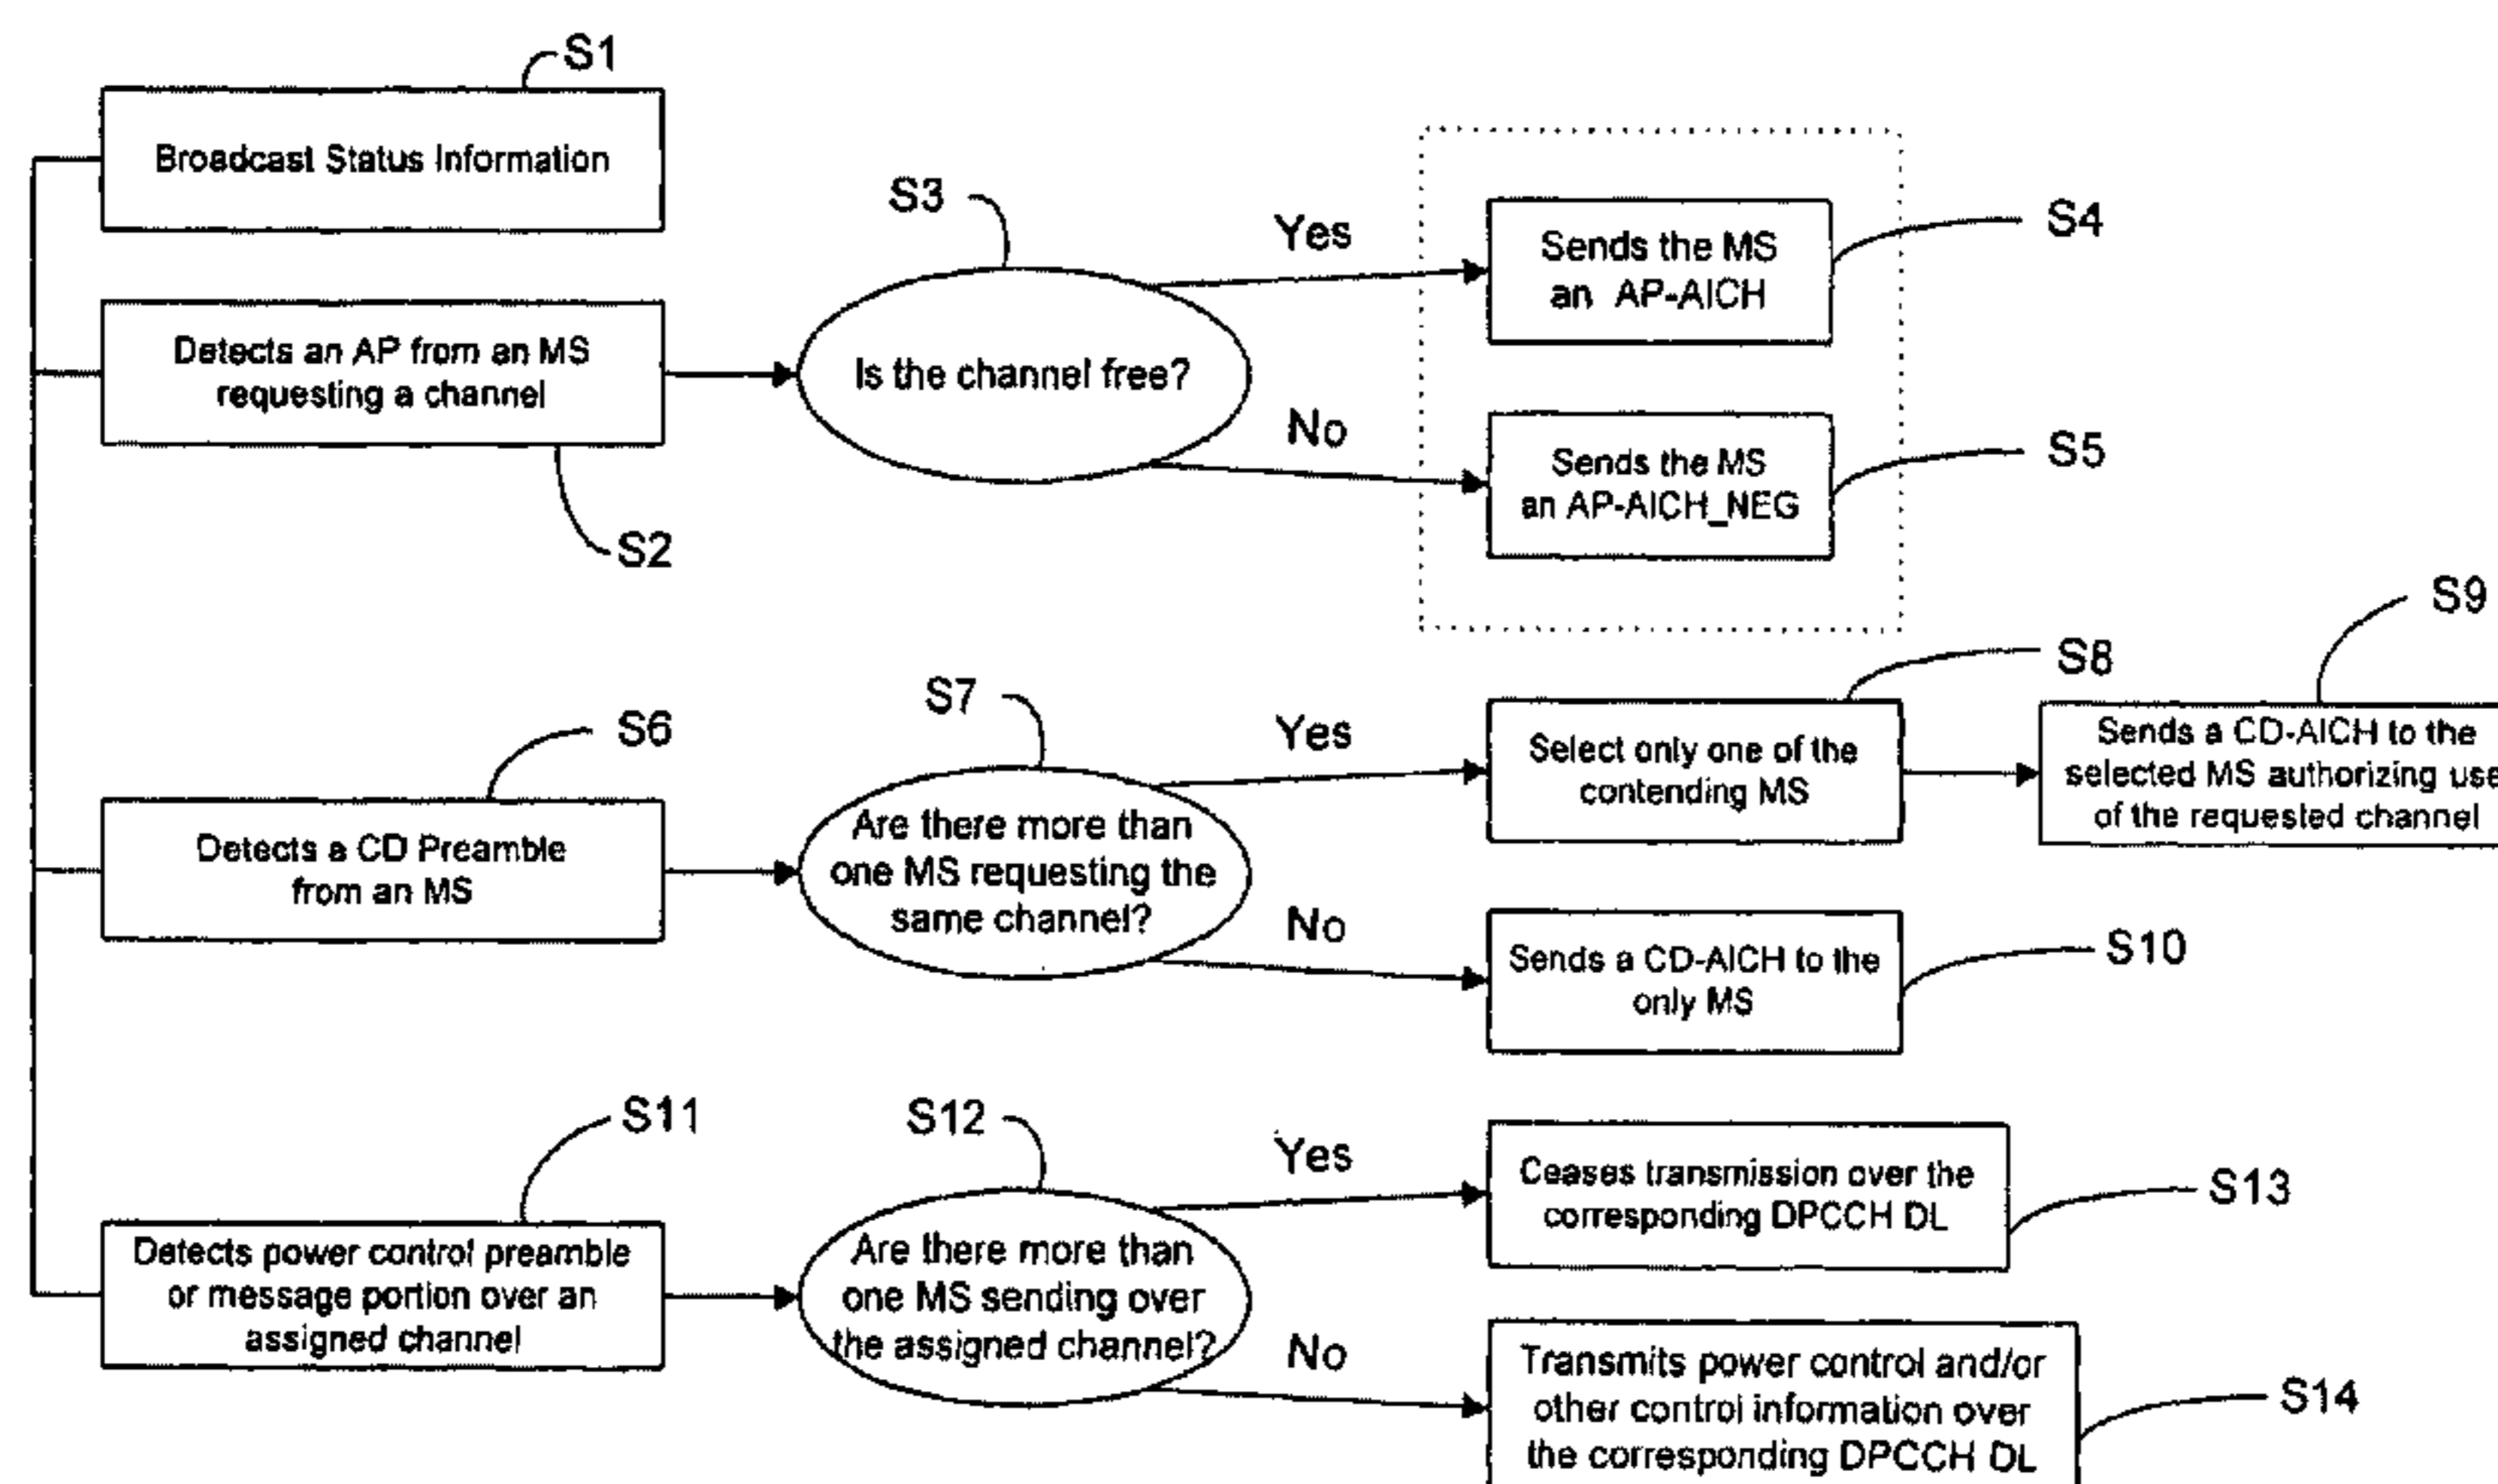 S1
Broadcast Status Information
S3
Yes
Sends the MS
an AP-AICH
S4
Detects an AP from an MS
requesting a channel
Is the channel free?
S2
No
Sends the MS
an AP-AICH_NEG
S5
S6
Detects a CD Preamble
from an MS
S7
Are there more than
one MS requesting the
same channel?
Yes
S8
Select only one of the
contending MS
S9
Sends a CD-AICH to the
selected MS authorizing use
of the requested channel
No
Sends a CD-AICH to the
only MS
S10
S11
Detects power control preamble
or message portion over an
assigned channel
S12
Are there more than
one MS sending over
the assigned channel?
Yes
Ceases transmission over the
corresponding DPCCH DL
S13
No
Transmits power control and/or
other control information over
the corresponding DPCCH DL
S14